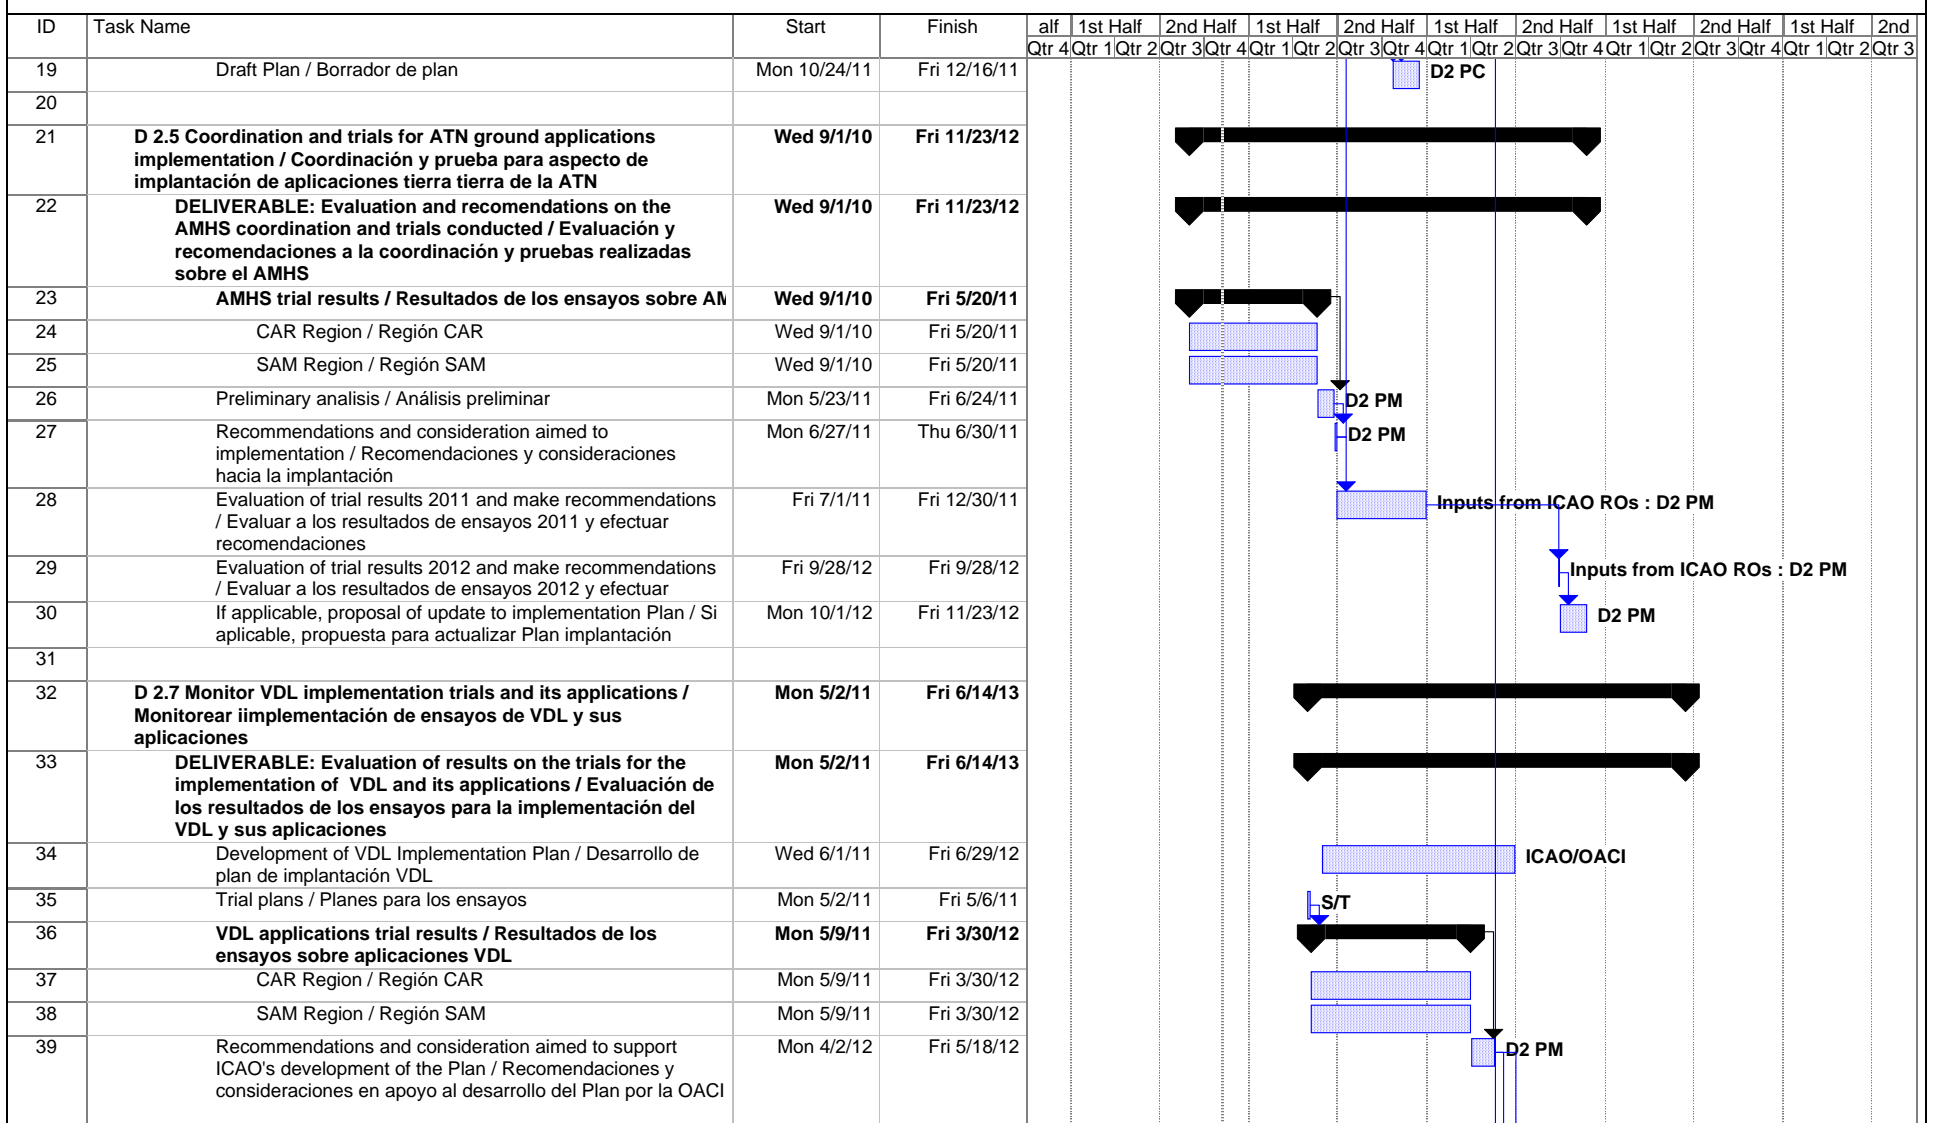 ID Task Name Start Finish alf 1st Half 2nd Half 1st Half 2nd Half 1st Half 2nd Half 1st Half 2nd Half 1st Half 2nd
Qtr 4 Qtr 1 Qtr 2 Qtr 3 Qtr 4 Qtr 1 Qtr 2 Qtr 3 Qtr 4 Qtr 1 Qtr 2 Qtr 3 Qtr 4 Qtr 1 Qtr 2 Qtr 3 Qtr 4 Qtr 1 Qtr 2 Qtr 3
19 Draft Plan / Borrador de plan Mon 10/24/11 Fri 12/16/11 D2 PC
20
21 D 2.5 Coordination and trials for ATN ground applications Wed 9/1/10 Fri 11/23/12
implementation / Coordinación y prueba para aspecto de
implantación de aplicaciones tierra tierra de la ATN
22 DELIVERABLE: Evaluation and recomendations on the Wed 9/1/10 Fri 11/23/12
AMHS coordination and trials conducted / Evaluación y
recomendaciones a la coordinación y pruebas realizadas
sobre el AMHS
23 AMHS trial results / Resultados de los ensayos sobre AM Wed 9/1/10 Fri 5/20/11
24 CAR Region / Región CAR Wed 9/1/10 Fri 5/20/11
25 SAM Region / Región SAM Wed 9/1/10 Fri 5/20/11
26 Preliminary analisis / Análisis preliminar Mon 5/23/11 Fri 6/24/11 D2 PM
27 Recommendations and consideration aimed to Mon 6/27/11 Thu 6/30/11 D2 PM
implementation / Recomendaciones y consideraciones
hacia la implantación
28 Evaluation of trial results 2011 and make recommendations Fri 7/1/11 Fri 12/30/11 Inputs from ICAO ROs : D2 PM
/ Evaluar a los resultados de ensayos 2011 y efectuar
recomendaciones
29 Evaluation of trial results 2012 and make recommendations Fri 9/28/12 Fri 9/28/12 Inputs from ICAO ROs : D2 PM
/ Evaluar a los resultados de ensayos 2012 y efectuar
30 If applicable, proposal of update to implementation Plan / Si Mon 10/1/12 Fri 11/23/12 D2 PM
aplicable, propuesta para actualizar Plan implantación
31
32 D 2.7 Monitor VDL implementation trials and its applications / Mon 5/2/11 Fri 6/14/13
Monitorear iimplementación de ensayos de VDL y sus
aplicaciones
33 DELIVERABLE: Evaluation of results on the trials for the Mon 5/2/11 Fri 6/14/13
implementation of VDL and its applications / Evaluación de
los resultados de los ensayos para la implementación del
VDL y sus aplicaciones
34 Development of VDL Implementation Plan / Desarrollo de Wed 6/1/11 Fri 6/29/12 ICAO/OACI
plan de implantación VDL
35 Trial plans / Planes para los ensayos Mon 5/2/11 Fri 5/6/11 S/T
36 VDL applications trial results / Resultados de los Mon 5/9/11 Fri 3/30/12
ensayos sobre aplicaciones VDL
37 CAR Region / Región CAR Mon 5/9/11 Fri 3/30/12
38 SAM Region / Región SAM Mon 5/9/11 Fri 3/30/12
39 Recommendations and consideration aimed to support Mon 4/2/12 Fri 5/18/12 D2 PM
ICAO's development of the Plan / Recomendaciones y
consideraciones en apoyo al desarrollo del Plan por la OACI